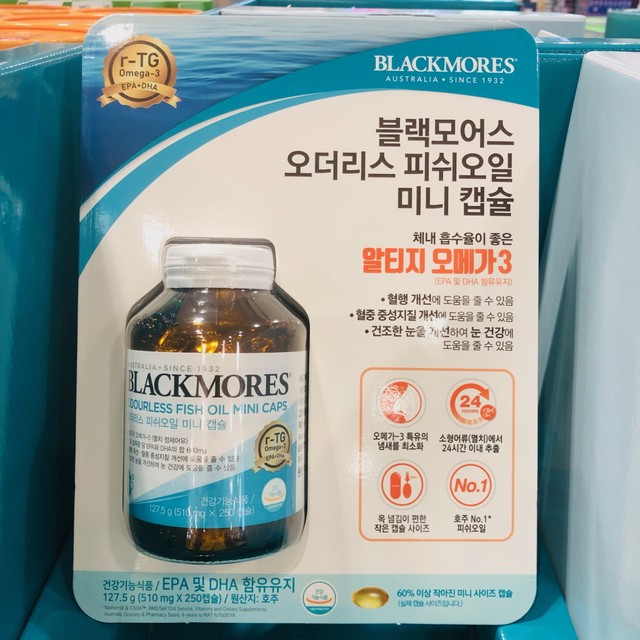 r-TG
Omega-3
EPA+DHA
BLACKMORES®
AUSTRALIA • SINCE 1932
블랙모어스
오더리스 피쉬오일
미니 캡슐
체내 흡수율이 좋은
알티지 오메가3
(EPA 및 DHA 함유유지)
• 혈행 개선에 도움을 줄 수 있음
• 혈중 중성지질 개선에 도움을 줄 수 있음
• 건조한 눈을 개선하여 눈 건강에
도움을 줄 수 있음
AUSTRALIA • SINCE 1932
BLACKMORES®
ODOURLESS FISH OIL MINI CAPS
오더리스 피쉬오일 미니 캡슐
r-TG
Omega-3
EPA+DHA
건강기능식품 /
127.5 g (510 mg × 250 캡슐)
오메가-3 특유의
냄새를 최소화
24
HOURS
소형어류(멸치)에서
24시간 이내 추출
목 넘김이 편한
작은 캡슐 사이즈
No.1
호주 No.1*
피쉬오일
건강기능식품 / EPA 및 DHA 함유유지
127.5 g (510 mg X 250캡슐) / 원산지: 호주
건강
기능식품
60% 이상 작아진 미니 사이즈 캡슐
(실제 캡슐 사이즈입니다.)